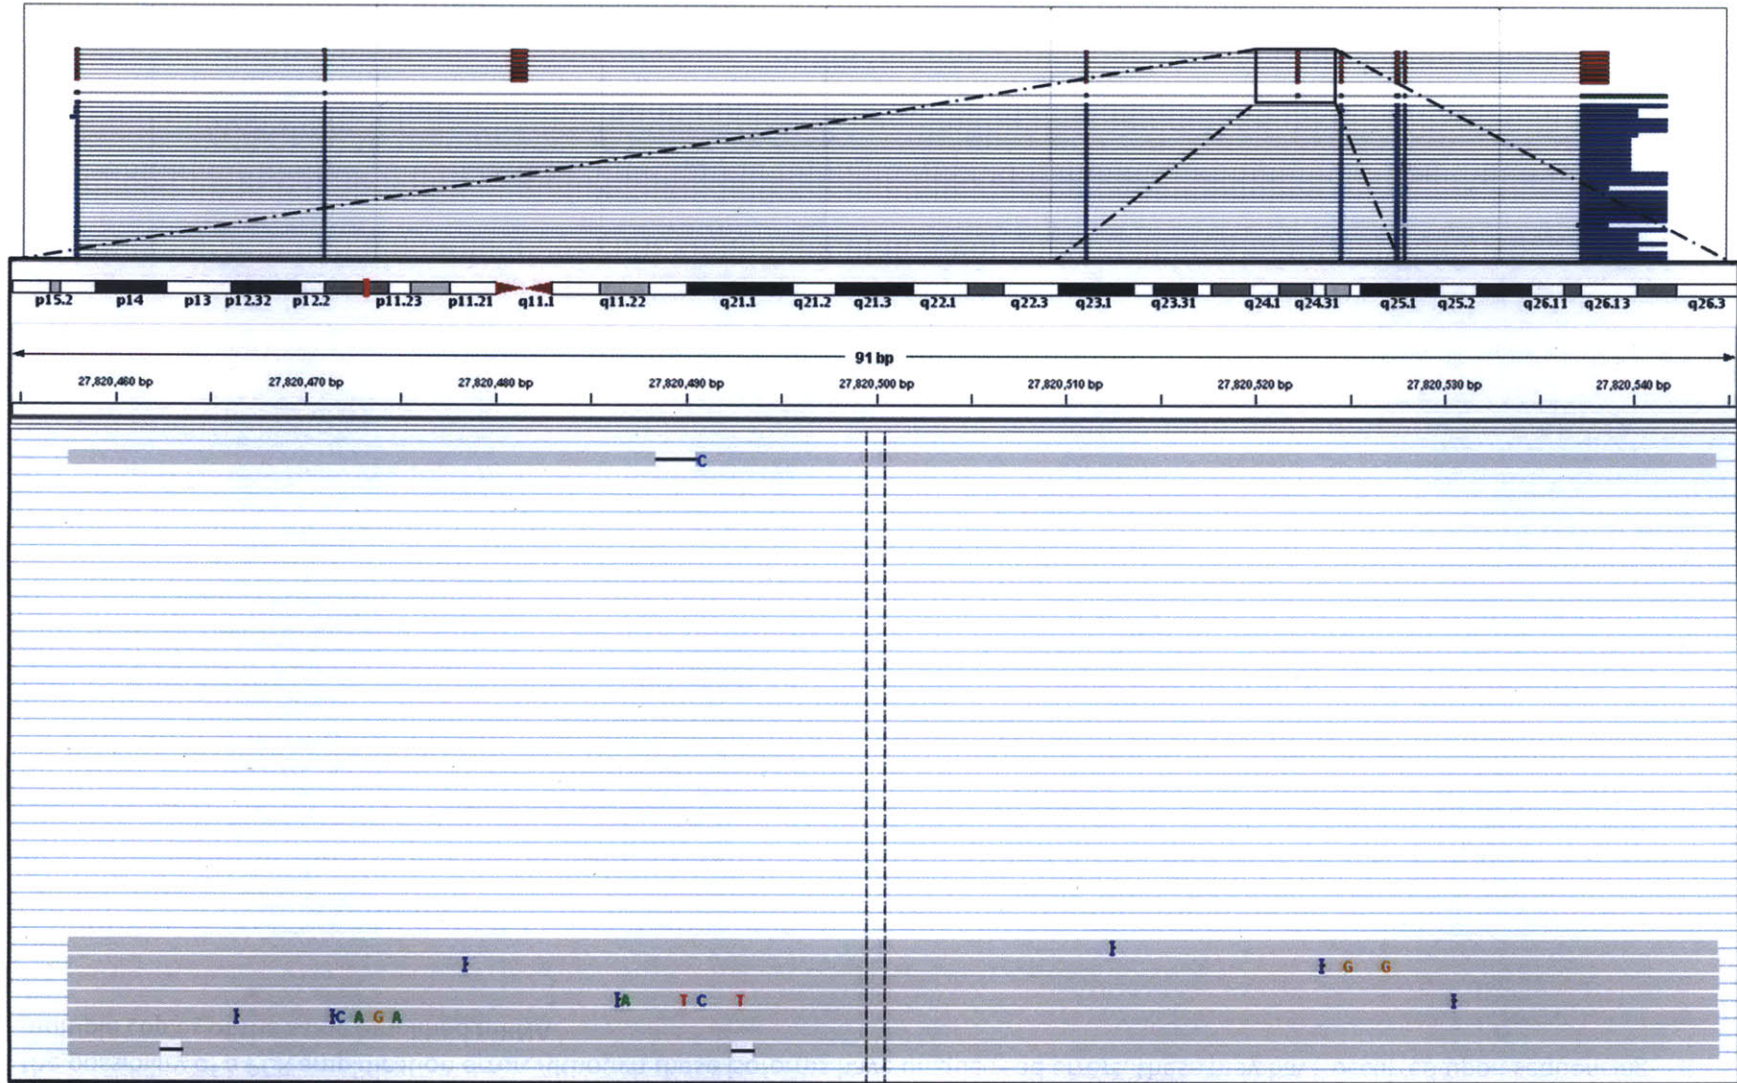 p15.2 p14 p13 p12.32 p12.2 p11.23 p11.21 q11.1 q11.22 q21.1 q21.2 q21.3 q22.1 q22.3 q23.1 q23.31 q24.1 q24.31 q25.1 q25.2 q26.11 q26.13 q26.3
91 bp
27,820,460 bp 27,820,470 bp 27,820,480 bp 27,820,490 bp 27,820,500 bp 27,820,510 bp 27,820,520 bp 27,820,530 bp 27,820,540 bp
C
G G
A T C T
C A G A